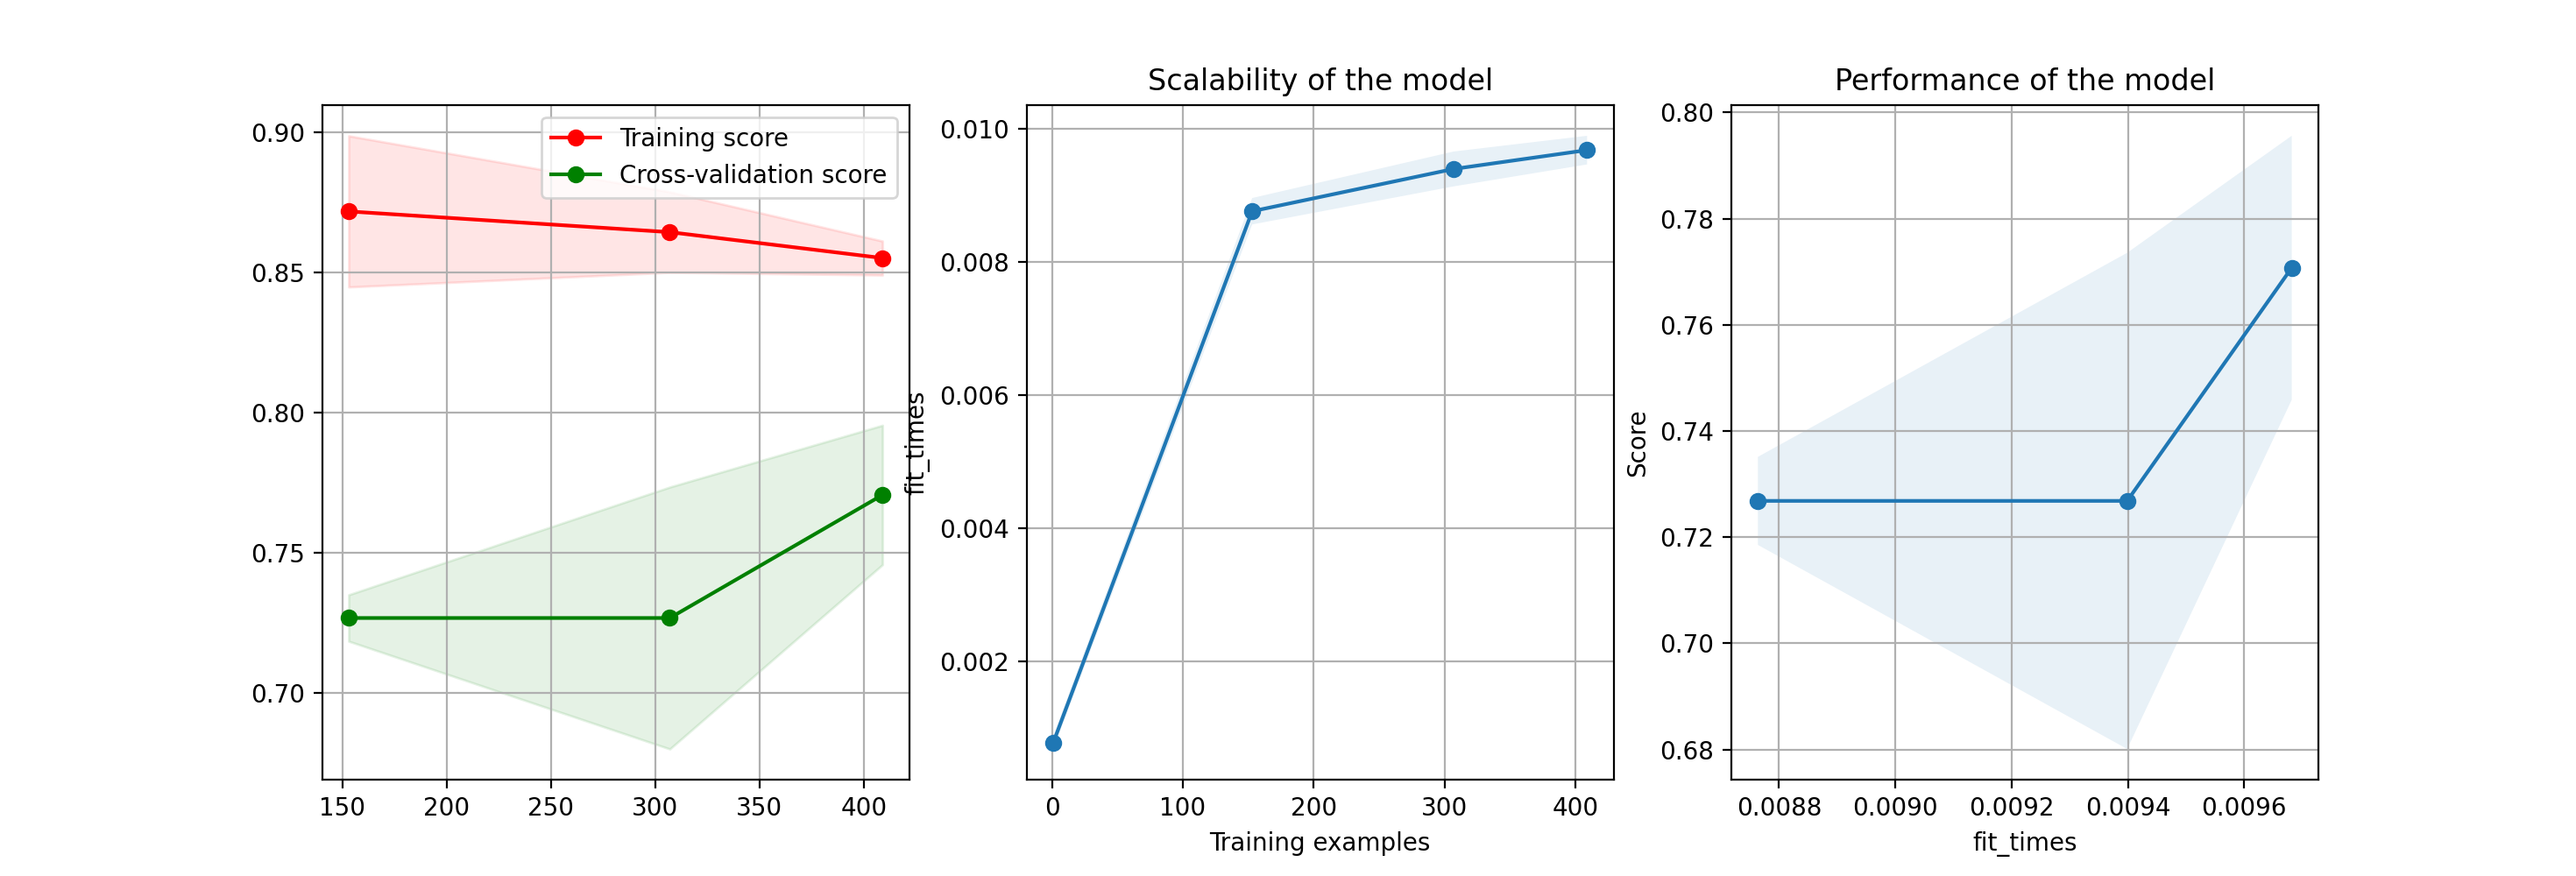 Training score
Cross-validation score
0.90
0.85
0.80
0.75
0.70
150 200 250 300 350 400
Scalability of the model
fit_times
0.010
0.008
0.006
0.004
0.002
0 100 200 300 400
Training examples
Performance of the model
Score
0.80
0.78
0.76
0.74
0.72
0.70
0.68
0.0088 0.0090 0.0092 0.0094 0.0096
fit_times